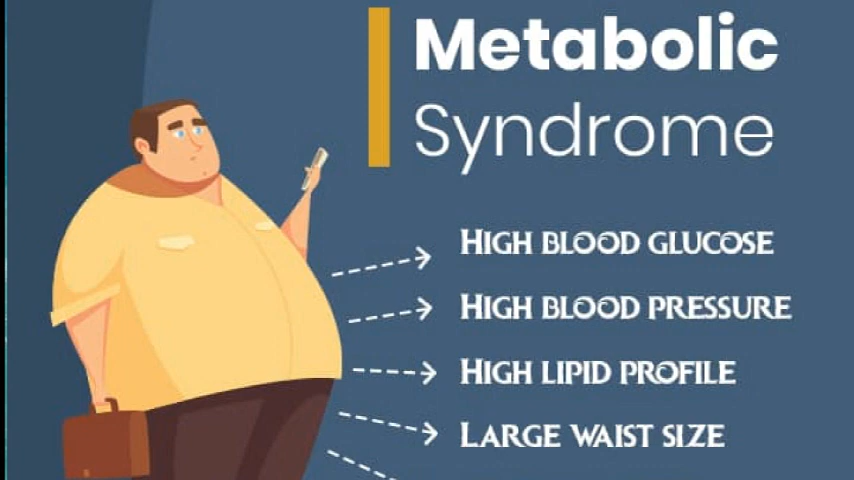 Metabolic
Syndrome
HIGH BLOOD GLUCOSE
HIGH BLOOD PRESSURE
HIGH LIPID PROFILE
LARGE WAIST SIZE